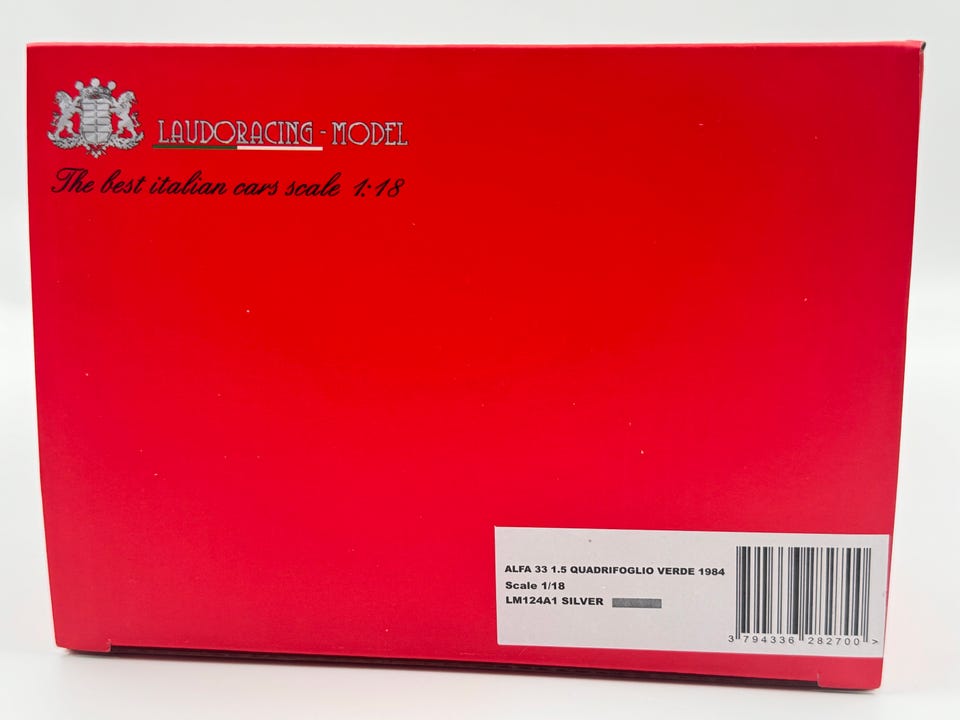 LAUDORACING-MODEL
The best italian cars scale 1:18
ALFA 33 1.5 QUADRIFOGLIO VERDE 1984
Scale 1/18
LM124A1 SILVER
3 794336 282700 >